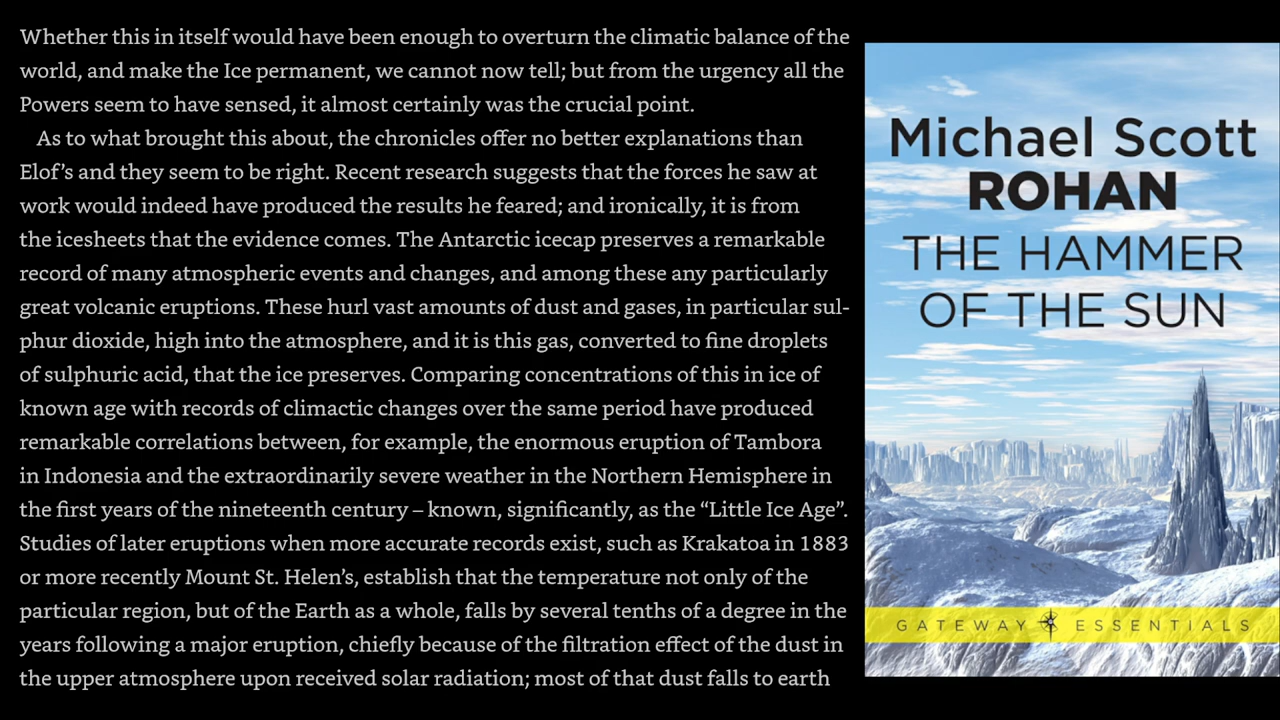 Whether this in itself would have been enough to overturn the climatic balance of the
world, and make the Ice permanent, we cannot now tell; but from the urgency all the
Powers seem to have sensed, it almost certainly was the crucial point.
As to what brought this about, the chronicles offer no better explanations than
Elof’s and they seem to be right. Recent research suggests that the forces he saw at
work would indeed have produced the results he feared; and ironically, it is from
the icesheets that the evidence comes. The Antarctic icecap preserves a remarkable
record of many atmospheric events and changes, and among these any particularly
great volcanic eruptions. These hurl vast amounts of dust and gases, in particular sul-
phur dioxide, high into the atmosphere, and it is this gas, converted to fine droplets
of sulphuric acid, that the ice preserves. Comparing concentrations of this in ice of
known age with records of climactic changes over the same period have produced
remarkable correlations between, for example, the enormous eruption of Tambora
in Indonesia and the extraordinarily severe weather in the Northern Hemisphere in
the first years of the nineteenth century – known, significantly, as the “Little Ice Age”.
Studies of later eruptions when more accurate records exist, such as Krakatoa in 1883
or more recently Mount St. Helen’s, establish that the temperature not only of the
particular region, but of the Earth as a whole, falls by several tenths of a degree in the
years following a major eruption, chiefly because of the filtration effect of the dust in
the upper atmosphere upon received solar radiation; most of that dust falls to earth
Michael Scott
ROHAN
THE HAMMER
OF THE SUN
GATEWAY ESSENTIALS